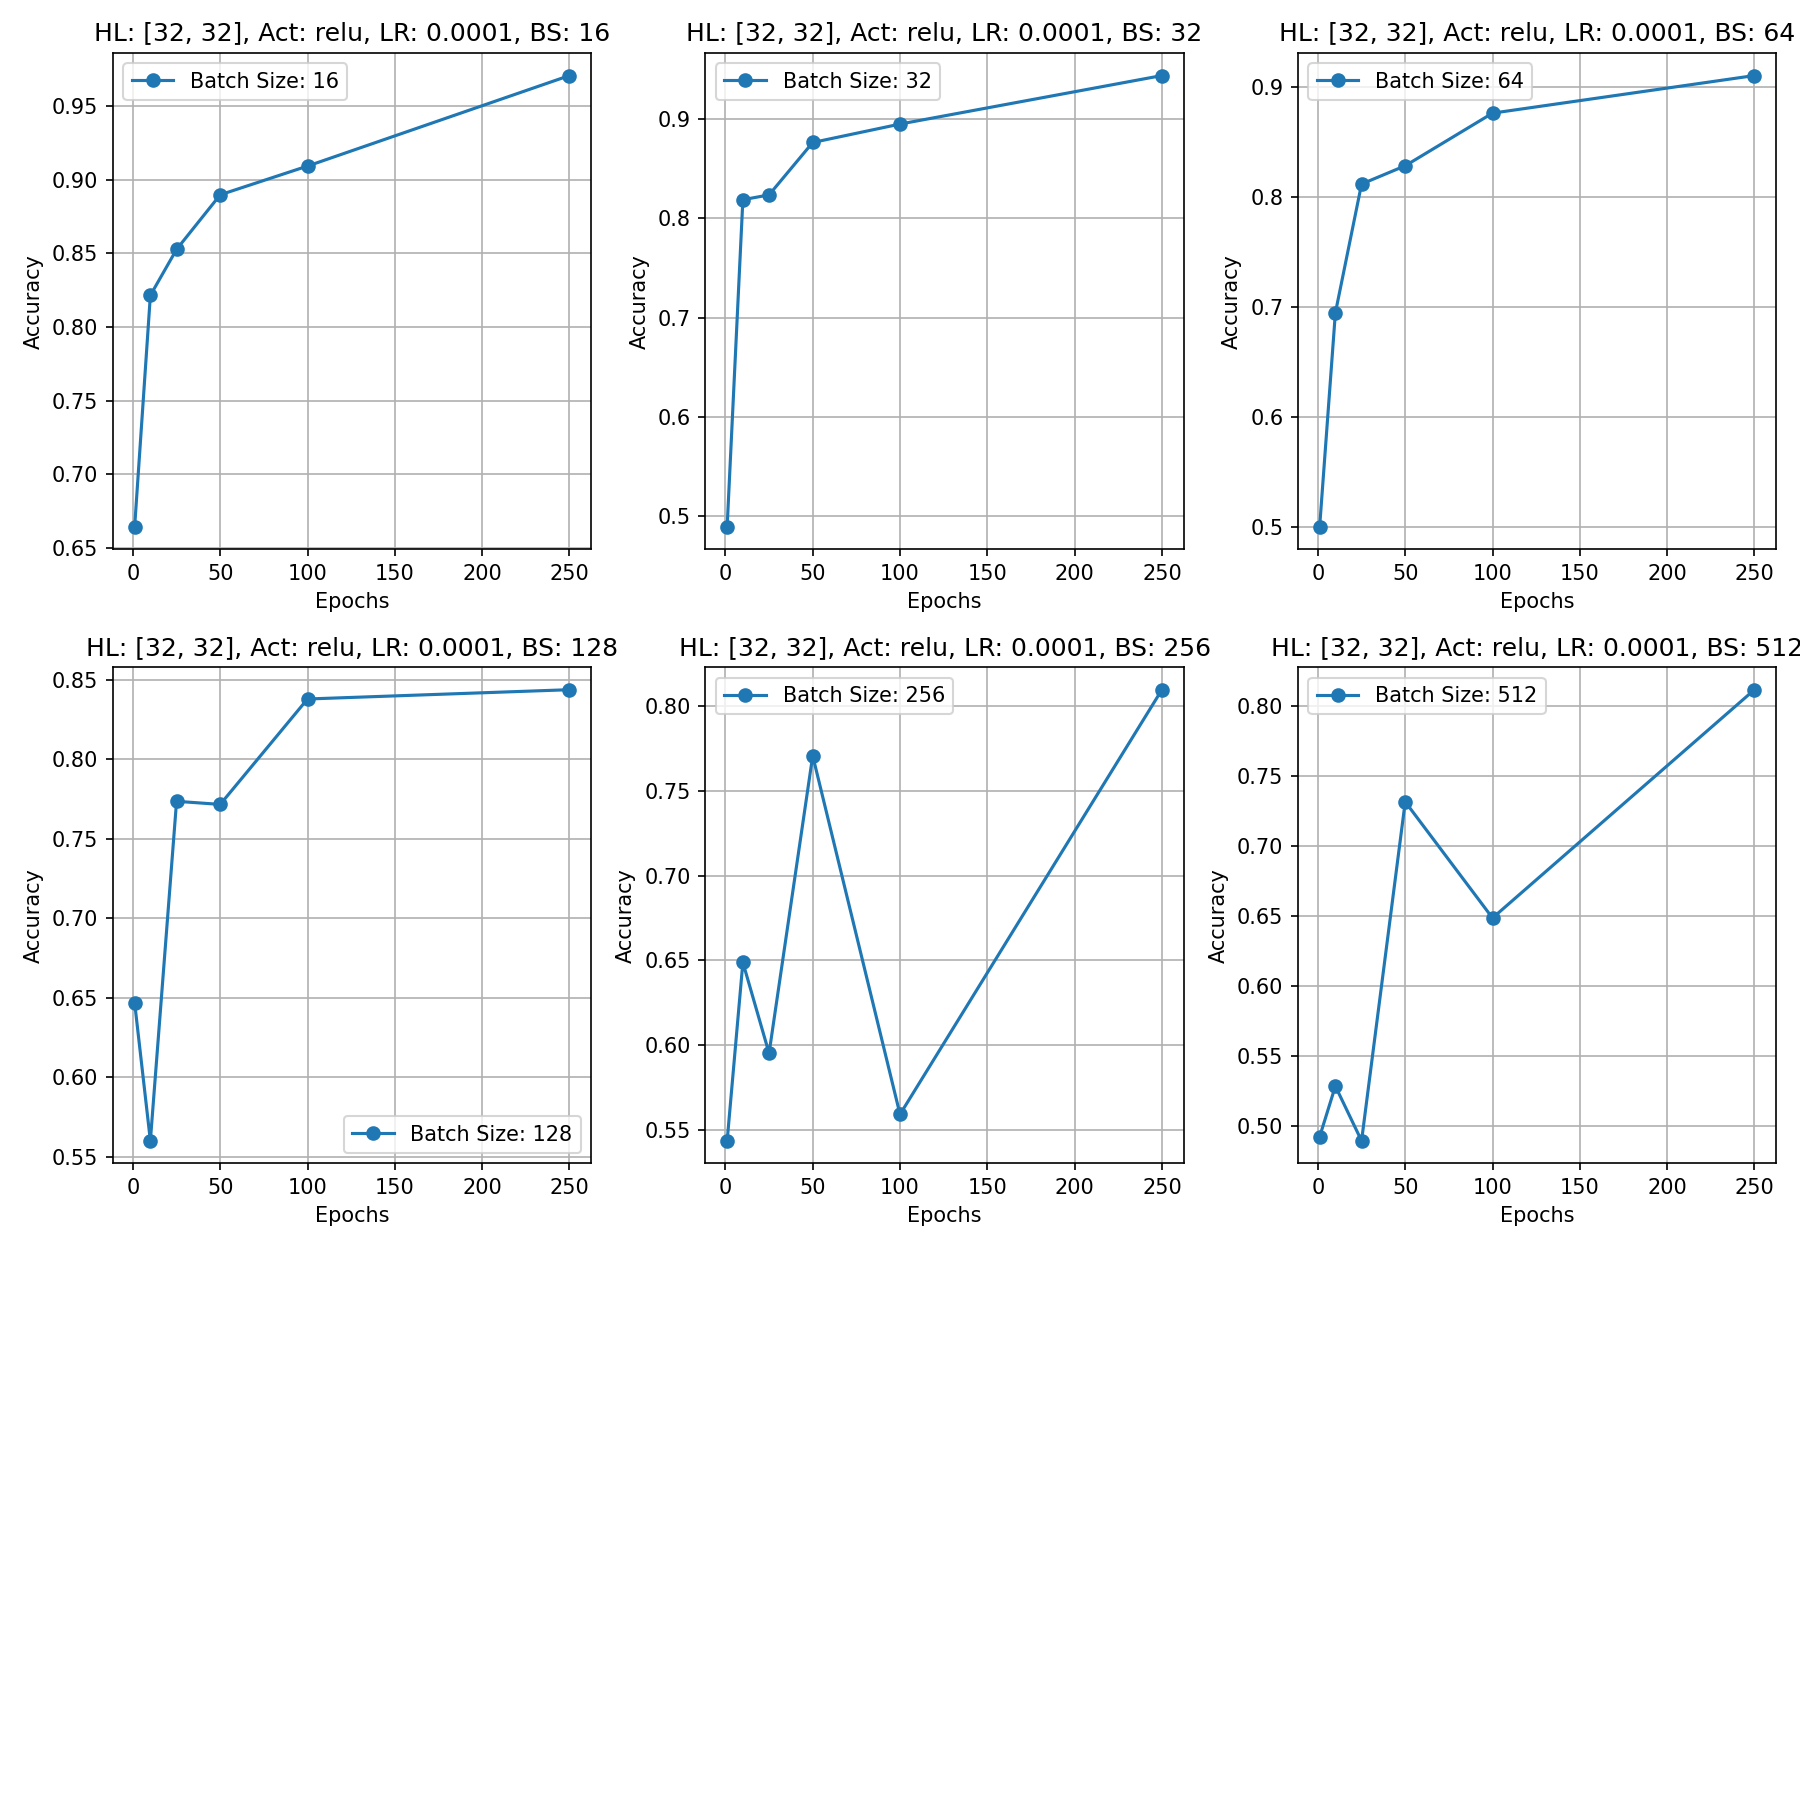 HL: [32, 32], Act: relu, LR: 0.0001, BS: 16
Batch Size: 16
0.95
0.90
0.85
0.80
0.75
0.70
0.65
Accuracy
0 50 100 150 200 250
Epochs
HL: [32, 32], Act: relu, LR: 0.0001, BS: 32
Batch Size: 32
0.9
0.8
0.7
0.6
0.5
Accuracy
0 50 100 150 200 250
Epochs
HL: [32, 32], Act: relu, LR: 0.0001, BS: 64
Batch Size: 64
0.9
0.8
0.7
0.6
0.5
Accuracy
0 50 100 150 200 250
Epochs
HL: [32, 32], Act: relu, LR: 0.0001, BS: 128
0.85
0.80
0.75
0.70
0.65
0.60
0.55
Accuracy
Batch Size: 128
0 50 100 150 200 250
Epochs
HL: [32, 32], Act: relu, LR: 0.0001, BS: 256
Batch Size: 256
0.80
0.75
0.70
0.65
0.60
0.55
Accuracy
0 50 100 150 200 250
Epochs
HL: [32, 32], Act: relu, LR: 0.0001, BS: 512
Batch Size: 512
0.80
0.75
0.70
0.65
0.60
0.55
0.50
Accuracy
0 50 100 150 200 250
Epochs